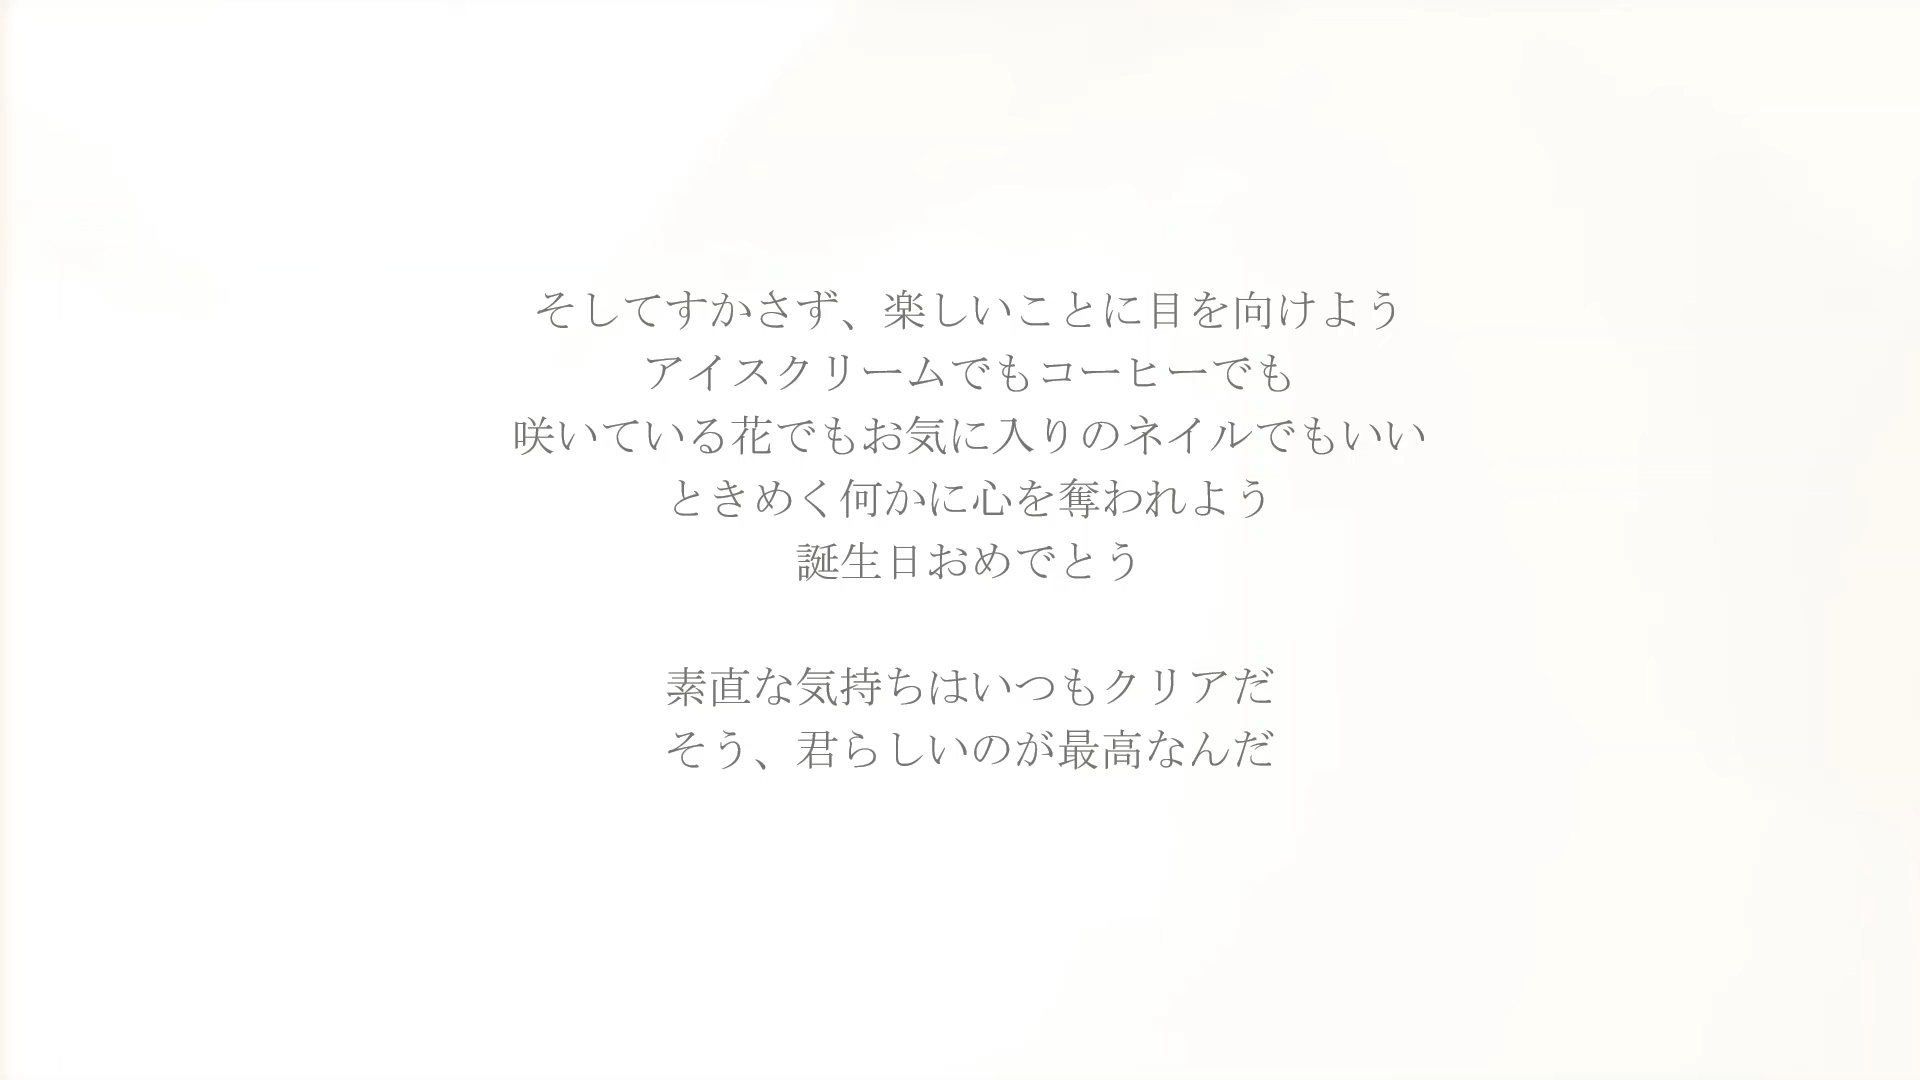 そしてすかさず、楽しいことに目を向けよう
アイスクリームでもコーヒーでも
咲いている花でもお気に入りのネイルでもいい
ときめく何かに心を奪われよう
誕生日おめでとう
素直な気持ちはいつもクリアだ
そう、君らしいのが最高なんだ